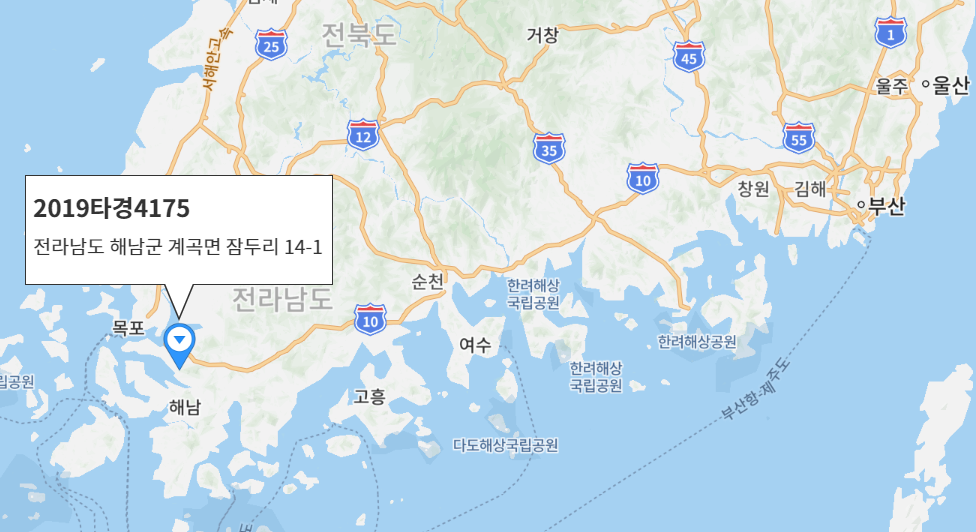 전북도
거창
25
서해안고속
45
1
울주
울산
12
35
55
10
창원
김해
부산
2019타경4175
전라남도 해남군 계곡면 잠두리 14-1
순천
한려해상
국립공원
전라남도
10
목포
여수
한려해상공원
한려해상
국립공원
립공원
고흥
해남
부산항-제주도
다도해상국립공원
도